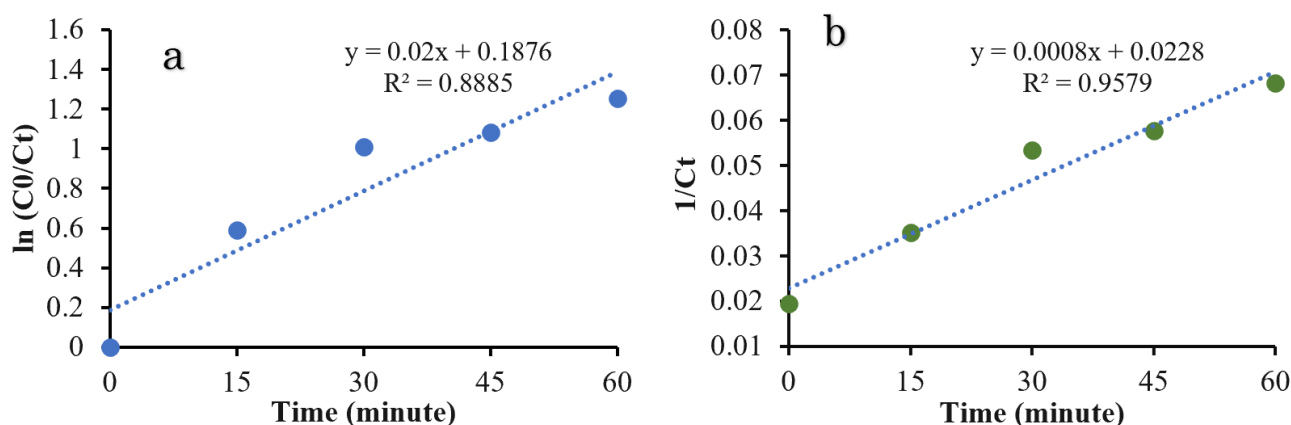 a
y = 0.02x + 0.1876
R² = 0.8885
ln (C0/Ct)
1.6
1.4
1.2
1
0.8
0.6
0.4
0.2
0
0 15 30 45 60
Time (minute)
b
y = 0.0008x + 0.0228
R² = 0.9579
1/Ct
0.08
0.07
0.06
0.05
0.04
0.03
0.02
0.01
0 15 30 45 60
Time (minute)